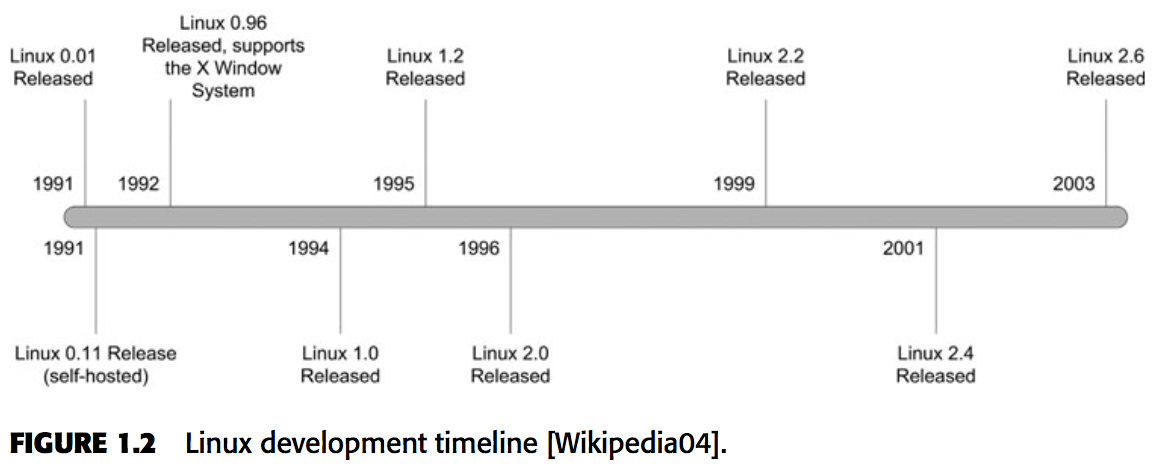 Linux 0.01
Released
Linux 0.96
Released, supports
the X Window
System
Linux 1.2
Released
Linux 2.2
Released
Linux 2.6
Released
1991
1992
1995
1999
2003
1991
1994
1996
2001
Linux 0.11 Release
(self-hosted)
Linux 1.0
Released
Linux 2.0
Released
Linux 2.4
Released
FIGURE 1.2 Linux development timeline [Wikipedia04].